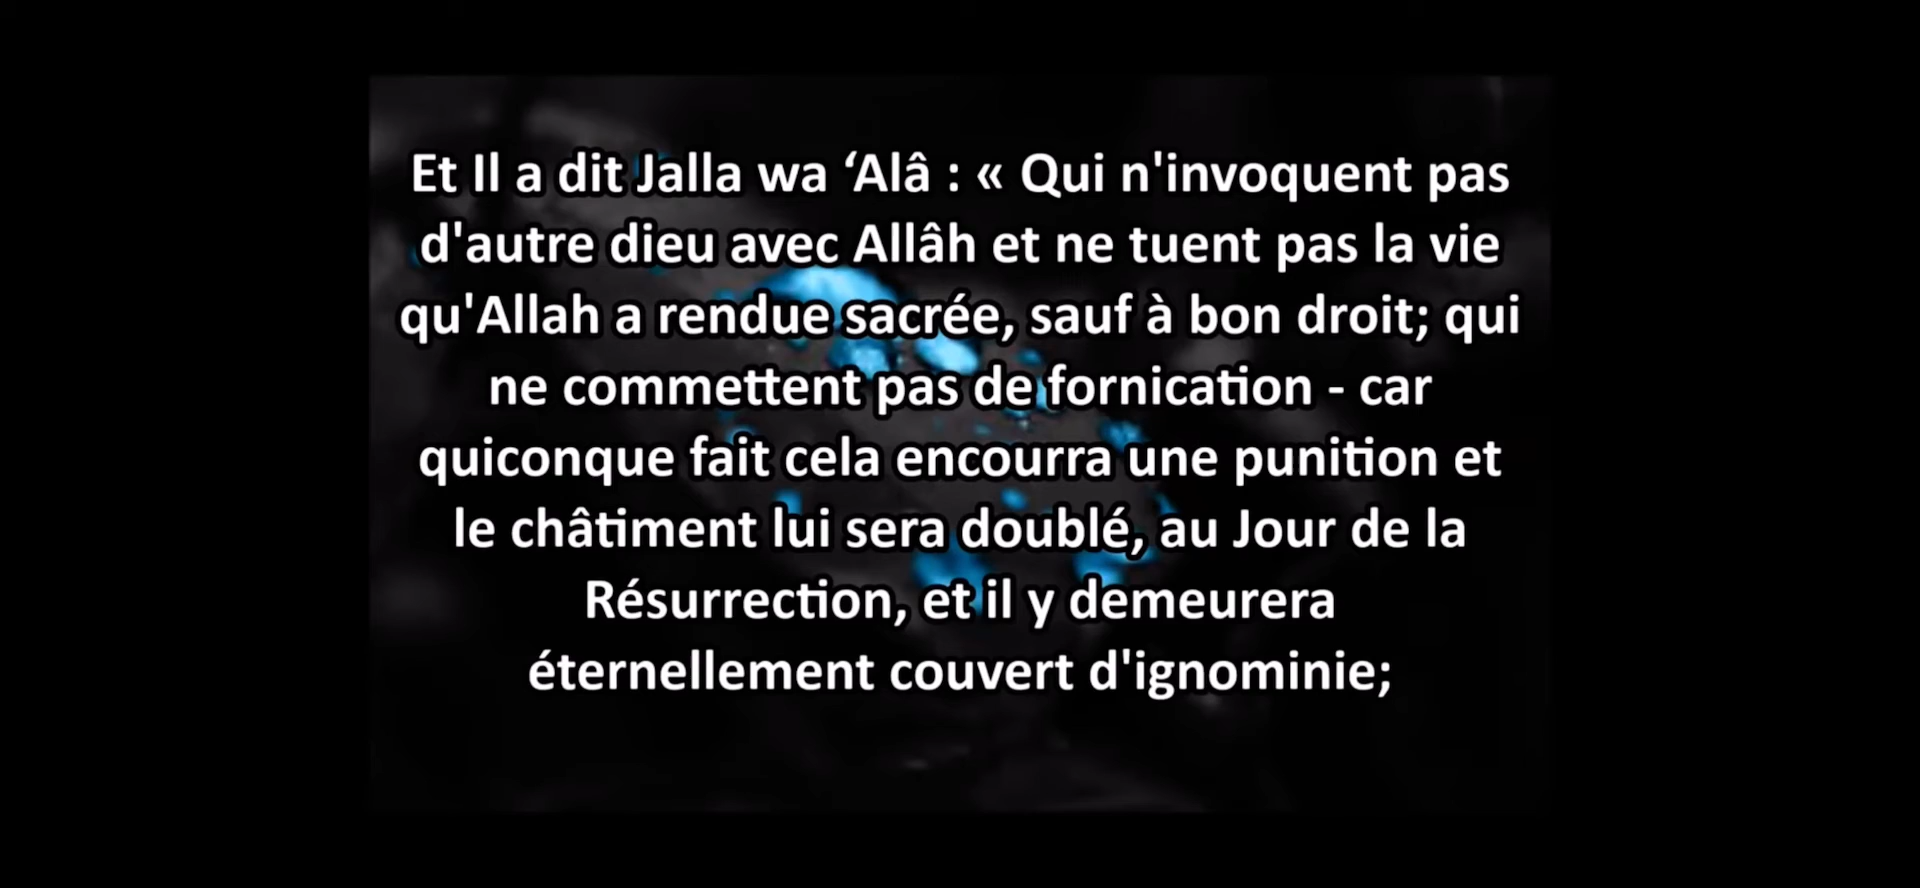 Et Il a dit Jalla wa ‘Alâ : « Qui n'invoquent pas
d'autre dieu avec Allâh et ne tuent pas la vie
qu'Allah a rendue sacrée, sauf à bon droit; qui
ne commettent pas de fornication - car
quiconque fait cela encourra une punition et
le châtiment lui sera doublé, au Jour de la
Résurrection, et il y demeurera
éternellement couvert d'ignominie;